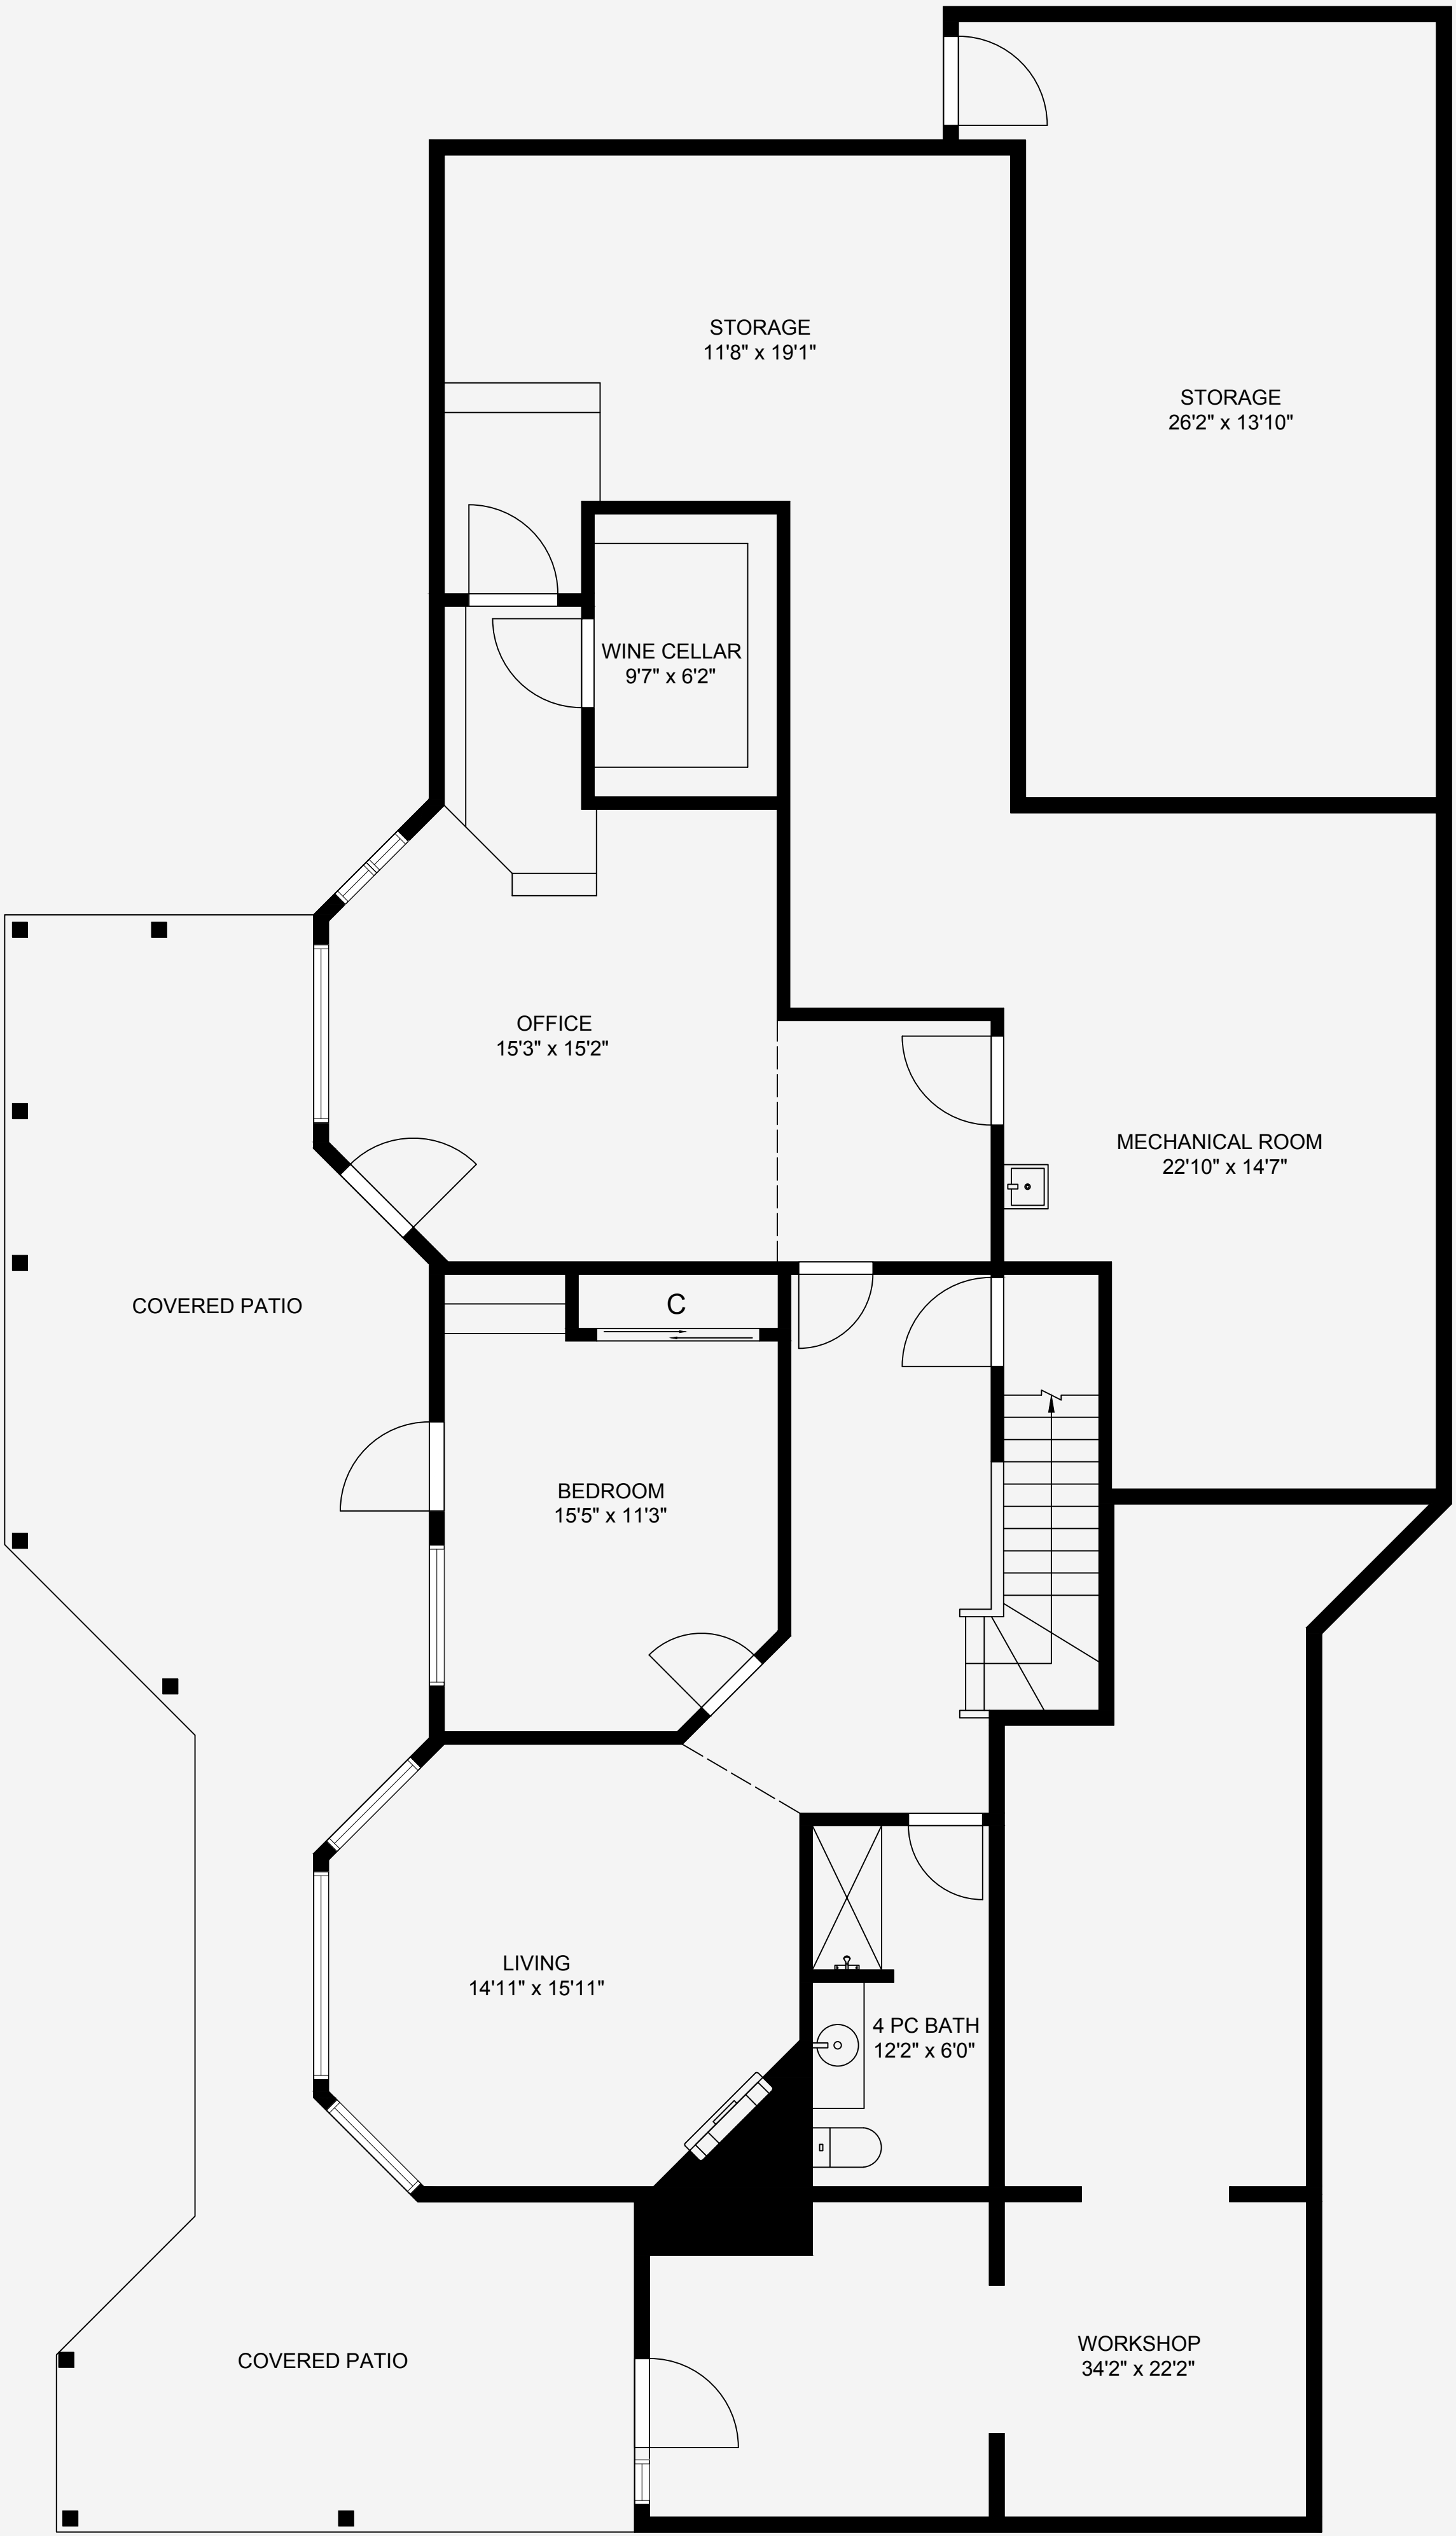 STORAGE
11'8" x 19'1"
STORAGE
26'2" x 13'10"
WINE CELLAR
9'7" x 6'2"
OFFICE
15'3" x 15'2"
MECHANICAL ROOM
22'10" x 14'7"
COVERED PATIO
C
BEDROOM
15'5" x 11'3"
LIVING
14'11" x 15'11"
4 PC BATH
12'2" x 6'0"
WORKSHOP
34'2" x 22'2"
COVERED PATIO